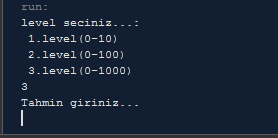 run:
level seciniz...:
1.level(0-10)
2.level(0-100)
3.level(0-1000)
3
Tahmin giriniz...